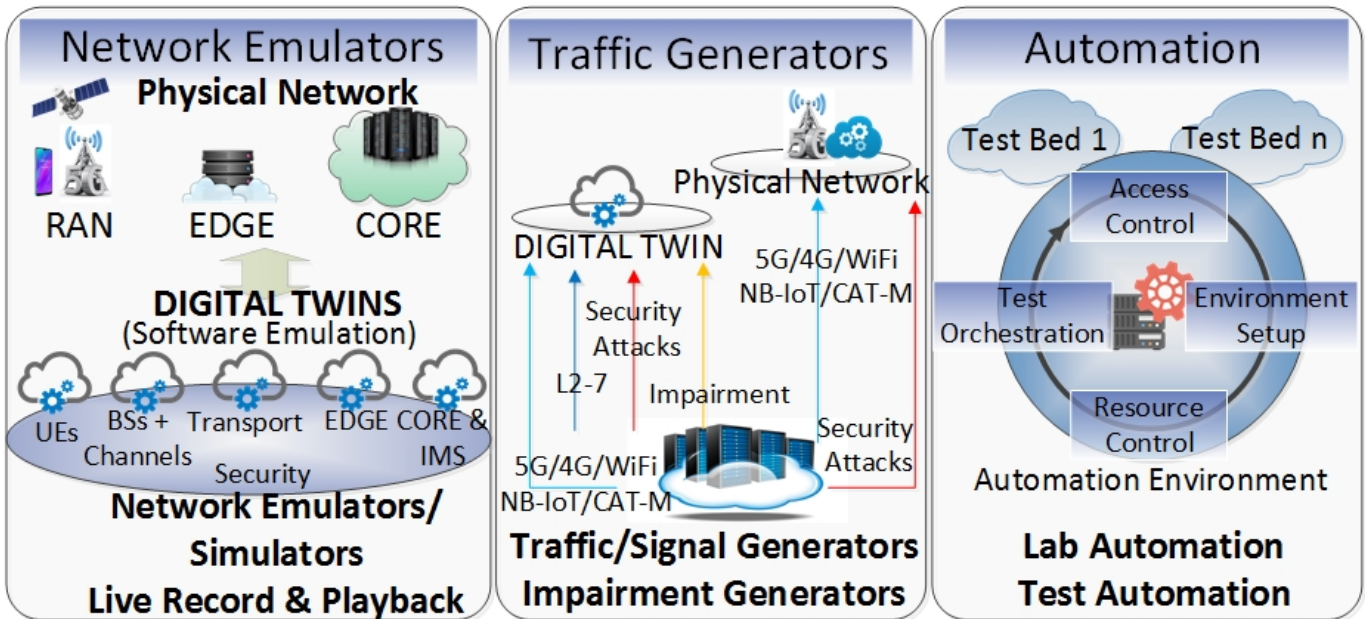 Network Emulators
Physical Network
5G
RAN
EDGE
CORE
DIGITAL TWINS
(Software Emulation)
UEs
BSs +
Channels
Transport
EDGE
CORE &
IMS
Security
Network Emulators/
Simulators
Live Record & Playback
Traffic Generators
5G
Physical Network
DIGITAL TWIN
5G/4G/WiFi
NB-IoT/CAT-M
Security
Attacks
L2-7
Impairment
Security
Attacks
5G/4G/WiFi
NB-IoT/CAT-M
Traffic/Signal Generators
Impairment Generators
Automation
Test Bed 1
Test Bed n
Access
Control
Test
Orchestration
Environment
Setup
Resource
Control
Automation Environment
Lab Automation
Test Automation